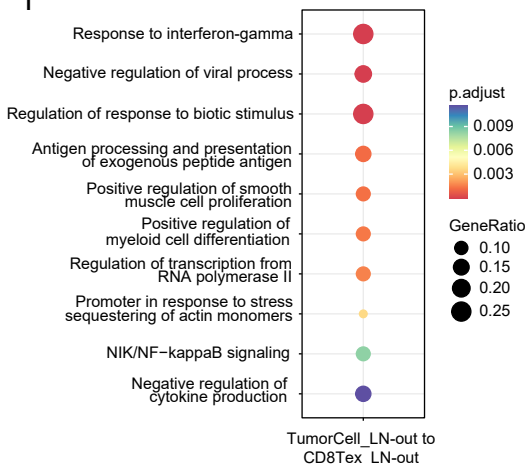 Response to interferon-gamma
Negative regulation of viral process
Regulation of response to biotic stimulus
Antigen processing and presentation
of exogenous peptide antigen
Positive regulation of smooth
muscle cell proliferation
Positive regulation of
myeloid cell differentiation
Regulation of transcription from
RNA polymerase II
Promoter in response to stress
sequestering of actin monomers
NIK/NF−kappaB signaling
Negative regulation of
cytokine production
TumorCell_LN-out to
CD8Tex_LN-out
p.adjust
0.009
0.006
0.003
GeneRatio
0.10
0.15
0.20
0.25